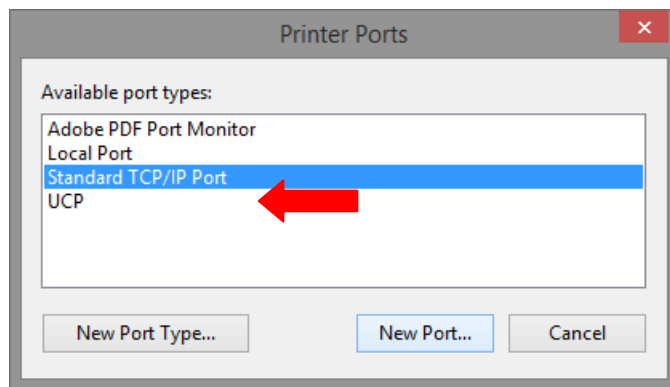 Printer Ports
Available port types:
Adobe PDF Port Monitor
Local Port
Standard TCP/IP Port
UCP
New Port Type...
New Port...
Cancel